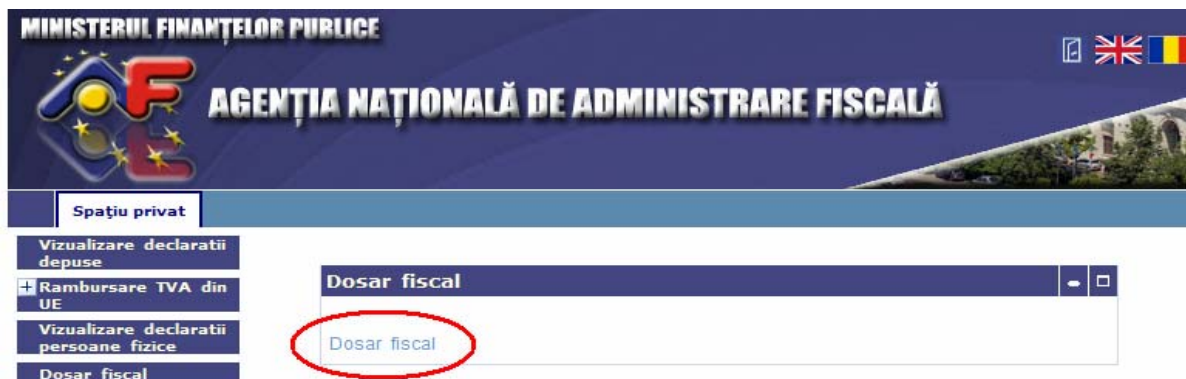 MINISTERUL FINANȚELOR PUBLICE
AGENȚIA NAȚIONALĂ DE ADMINISTRARE FISCALĂ
Spațiu privat
Vizualizare declaratii
depuse
Rambursare TVA din
UE
Vizualizare declaratii
persoane fizice
Dosar fiscal
Dosar fiscal
Dosar fiscal